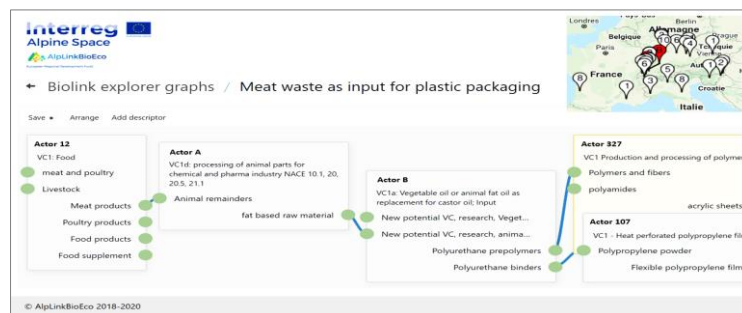 Interreg
Alpine Space
AlpLinkBioEco
← Biolink explorer graphs / Meat waste as input for plastic packaging
Save Arrange Add descriptor
Actor 12
VC1: Food
meat and poultry
Livestock
Meat products
Poultry products
Food products
Food supplement
Actor A
VC1d: processing of animal parts for
chemical and pharma industry NACE 10.1, 20,
20.5, 21.1
Animal remainders
fat based raw material
Actor B
VC1a: Vegetable oil or animal fat oil as
replacement for castor oil; Input
New potential VC, research, Veget...
New potential VC, research, anima...
Polyurethane prepolymers
Polyurethane binders
Actor 327
VC1 Production and processing of polyme
Polymers and fibers
polyamides
acrylic sheets
Actor 107
VC1 - Heat perforated polypropylene fil
Polypropylene powder
Flexible polypropylene film
Londres
Berlin
Belgique
Prague
Paris
France
Croatie
Italie
© AlpLinkBioEco 2018-2020